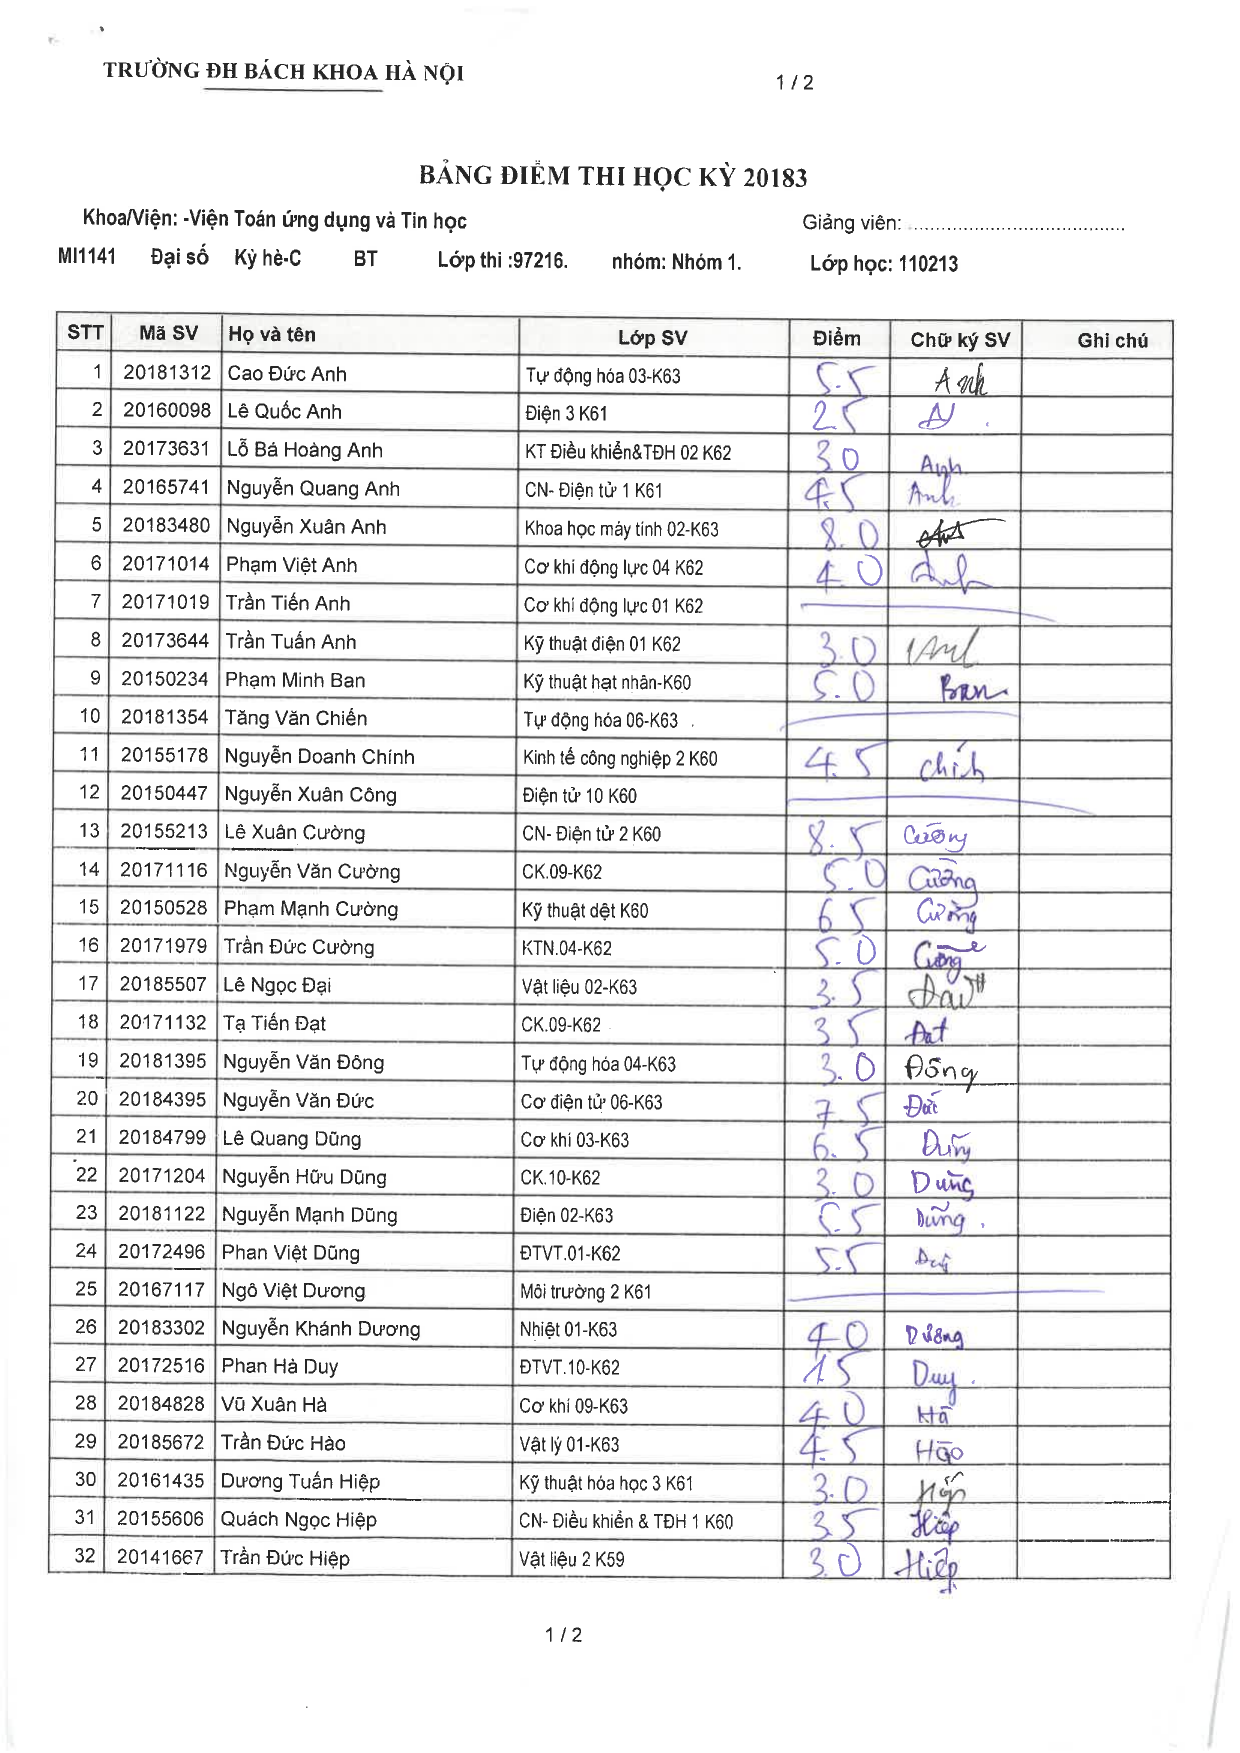 TRƯỜNG ĐH BÁCH KHOA HÀ NỘI
1 / 2
BẢNG ĐIỂM THI HỌC KỲ 20183
Khoa/Viện: -Viện Toán ứng dụng và Tin học Giảng viên: ......................................
MI1141 Đại số Kỳ hè-C BT Lớp thi :97216. nhóm: Nhóm 1. Lớp học: 110213
STT Mã SV Họ và tên Lớp SV Điểm Chữ ký SV Ghi chú
1 20181312 Cao Đức Anh Tự động hóa 03-K63 5.5 Anh
2 20160098 Lê Quốc Anh Điện 3 K61 2.5
3 20173631 Lỗ Bá Hoàng Anh KT Điều khiển&TĐH 02 K62 3.0 Anh
4 20165741 Nguyễn Quang Anh CN- Điện tử 1 K61 4.5 Anh
5 20183480 Nguyễn Xuân Anh Khoa học máy tính 02-K63 8.0
6 20171014 Phạm Việt Anh Cơ khí động lực 04 K62 4.0 Anh
7 20171019 Trần Tiến Anh Cơ khí động lực 01 K62
8 20173644 Trần Tuấn Anh Kỹ thuật điện 01 K62 3.0 Anh
9 20150234 Phạm Minh Ban Kỹ thuật hạt nhân-K60 5.0 Ban
10 20181354 Tăng Văn Chiến Tự động hóa 06-K63
11 20155178 Nguyễn Doanh Chính Kinh tế công nghiệp 2 K60 4.5 Chính
12 20150447 Nguyễn Xuân Công Điện tử 10 K60
13 20155213 Lê Xuân Cường CN- Điện tử 2 K60 8.5 Cường
14 20171116 Nguyễn Văn Cường CK.09-K62 5.0 Cường
15 20150528 Phạm Mạnh Cường Kỹ thuật dệt K60 6.5 Cường
16 20171979 Trần Đức Cường KTN.04-K62 5.0 Cường
17 20185507 Lê Ngọc Đại Vật liệu 02-K63 3.5 Đại
18 20171132 Tạ Tiến Đạt CK.09-K62 3.5 Đạt
19 20181395 Nguyễn Văn Đông Tự động hóa 04-K63 3.0 Đông
20 20184395 Nguyễn Văn Đức Cơ điện tử 06-K63 7.5 Đức
21 20184799 Lê Quang Dũng Cơ khí 03-K63 6.5 Dũng
22 20171204 Nguyễn Hữu Dũng CK.10-K62 3.0 Dũng
23 20181122 Nguyễn Mạnh Dũng Điện 02-K63 5.5 Dũng
24 20172496 Phan Việt Dũng ĐTVT.01-K62 5.5
25 20167117 Ngô Việt Dương Môi trường 2 K61
26 20183302 Nguyễn Khánh Dương Nhiệt 01-K63 4.0 Dương
27 20172516 Phan Hà Duy ĐTVT.10-K62 1.5 Duy
28 20184828 Vũ Xuân Hà Cơ khí 09-K63 4.0 Hà
29 20185672 Trần Đức Hào Vật lý 01-K63 4.5 Hào
30 20161435 Dương Tuấn Hiệp Kỹ thuật hóa học 3 K61 3.0 Hiệp
31 20155606 Quách Ngọc Hiệp CN- Điều khiển & TĐH 1 K60 3.5 Hiệp
32 20141667 Trần Đức Hiệp Vật liệu 2 K59 3.0 Hiệp
1 / 2